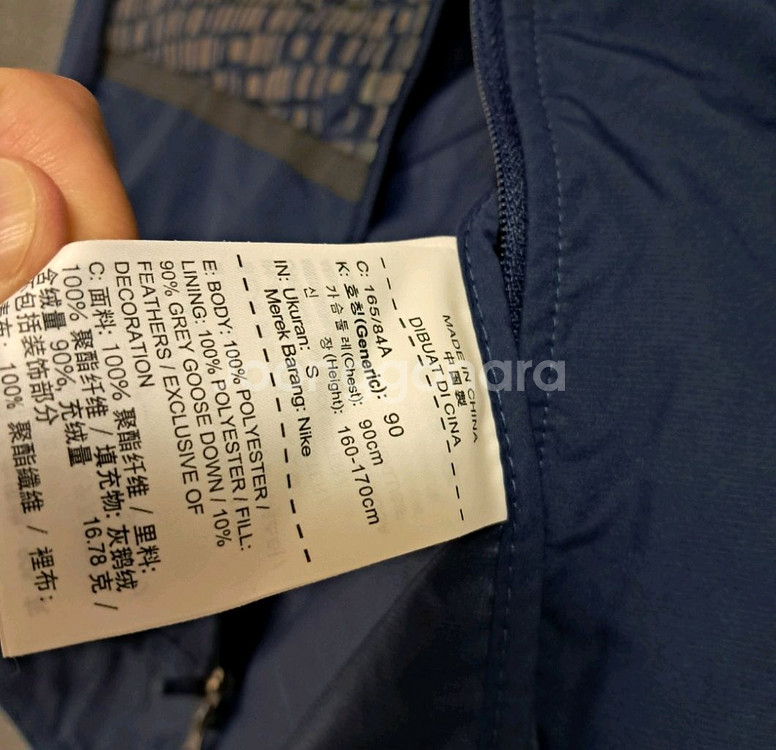 MADE IN CHINA
中國製
DIBUAT DI CINA
C: 165/84A
K: 호칭(Generic): 90
가슴둘레(Chest): 90cm
신 장(Height): 160-170cm
IN: Ukuran: S
Merek Barang: Nike
E: BODY: 100% POLYESTER /
LINING: 100% POLYESTER / FILL:
90% GREY GOOSE DOWN / 10%
FEATHERS / EXCLUSIVE OF
DECORATION
C: 面料: 100% 聚酯纤维 / 里料:
100% 聚酯纤维 / 填充物: 灰鹅绒
含绒量 90%, 充绒量 16.78 克 /
包括装饰部分
布: 100% 聚酯纖維 / 裡布: